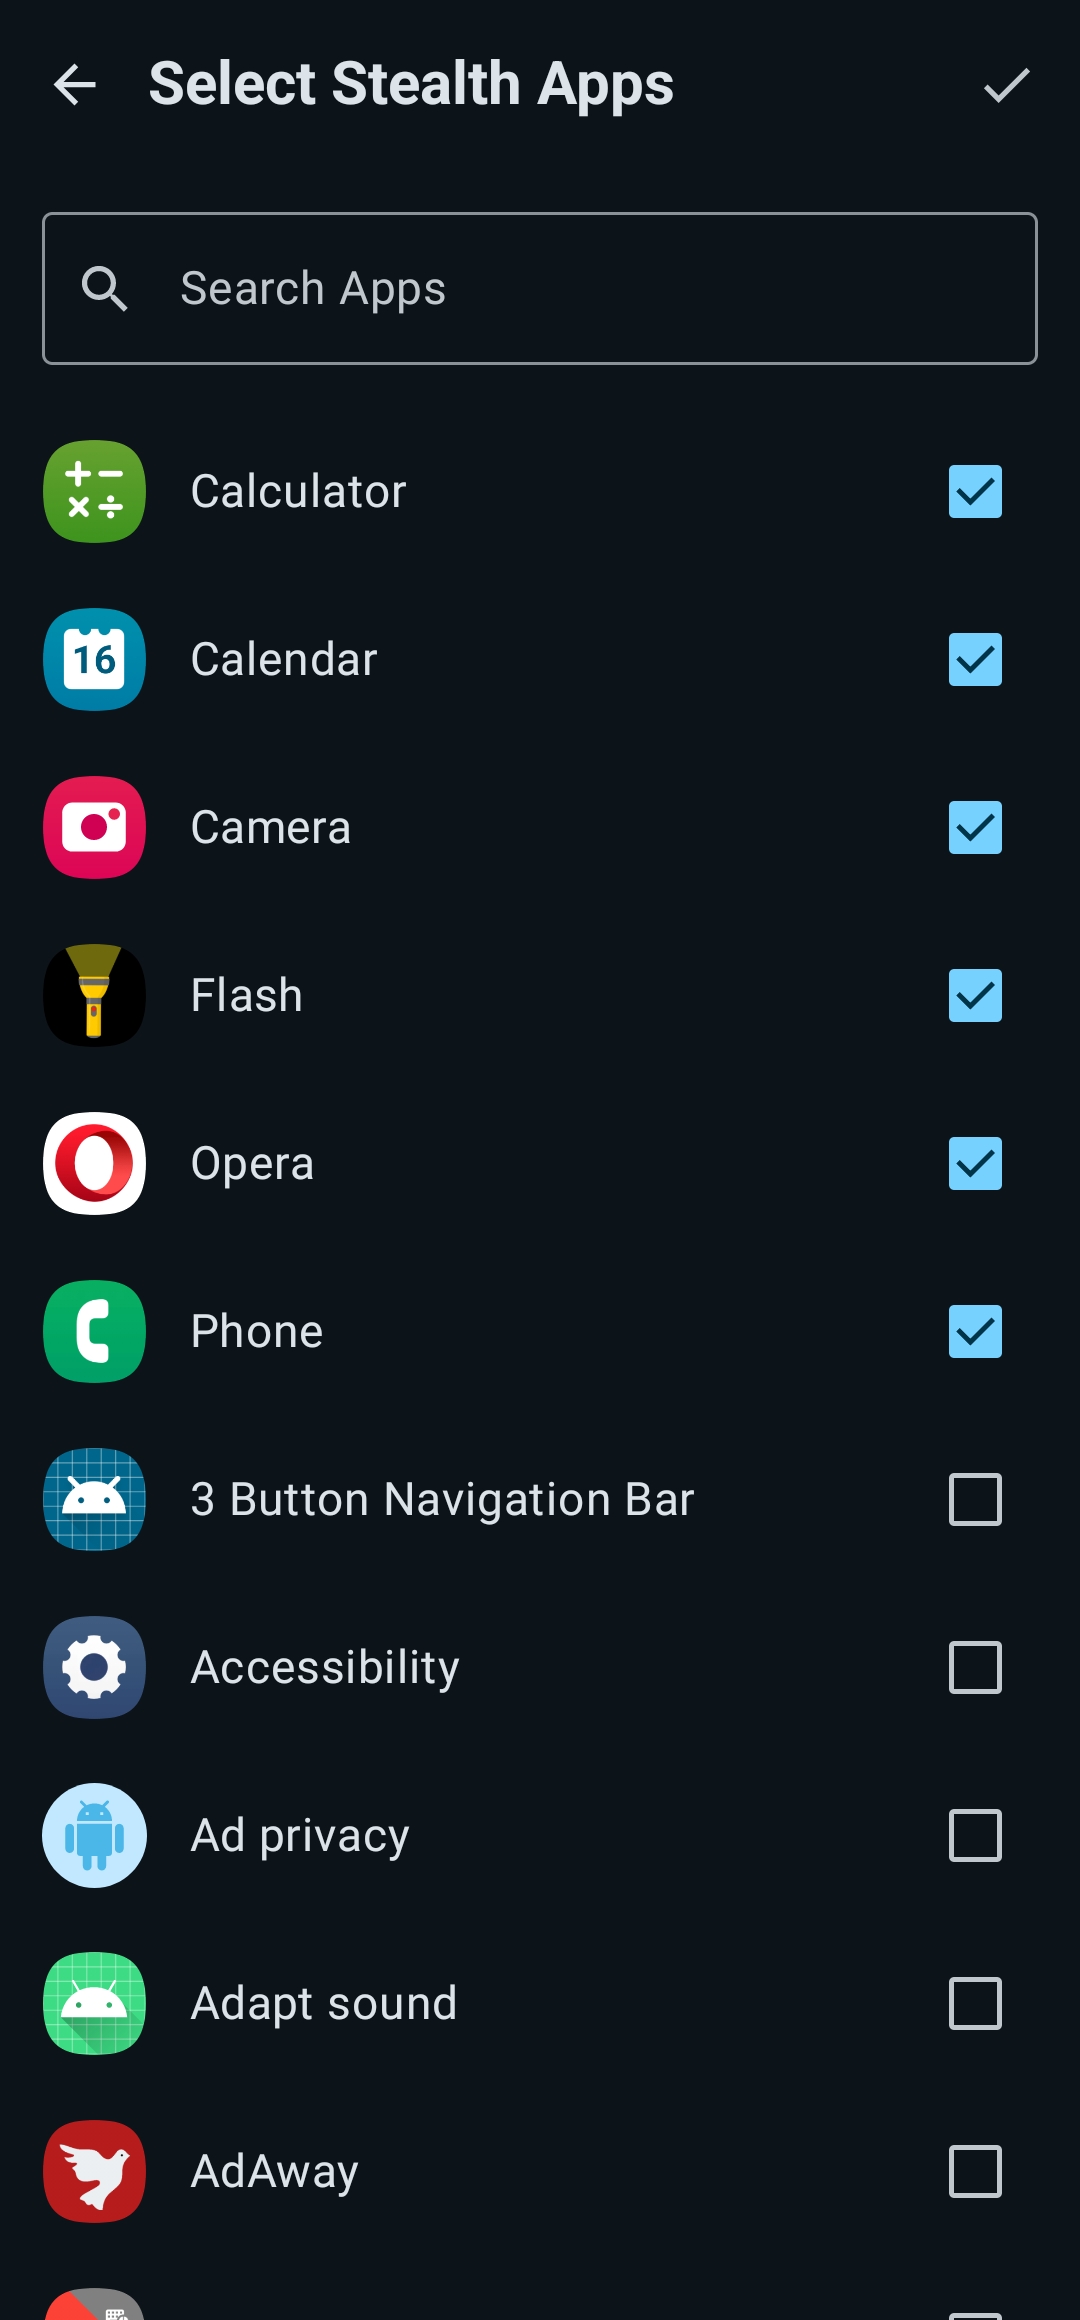 Select Stealth Apps
Search Apps
Calculator
16
Calendar
Camera
Flash
Opera
Phone
3 Button Navigation Bar
Accessibility
Ad privacy
Adapt sound
AdAway